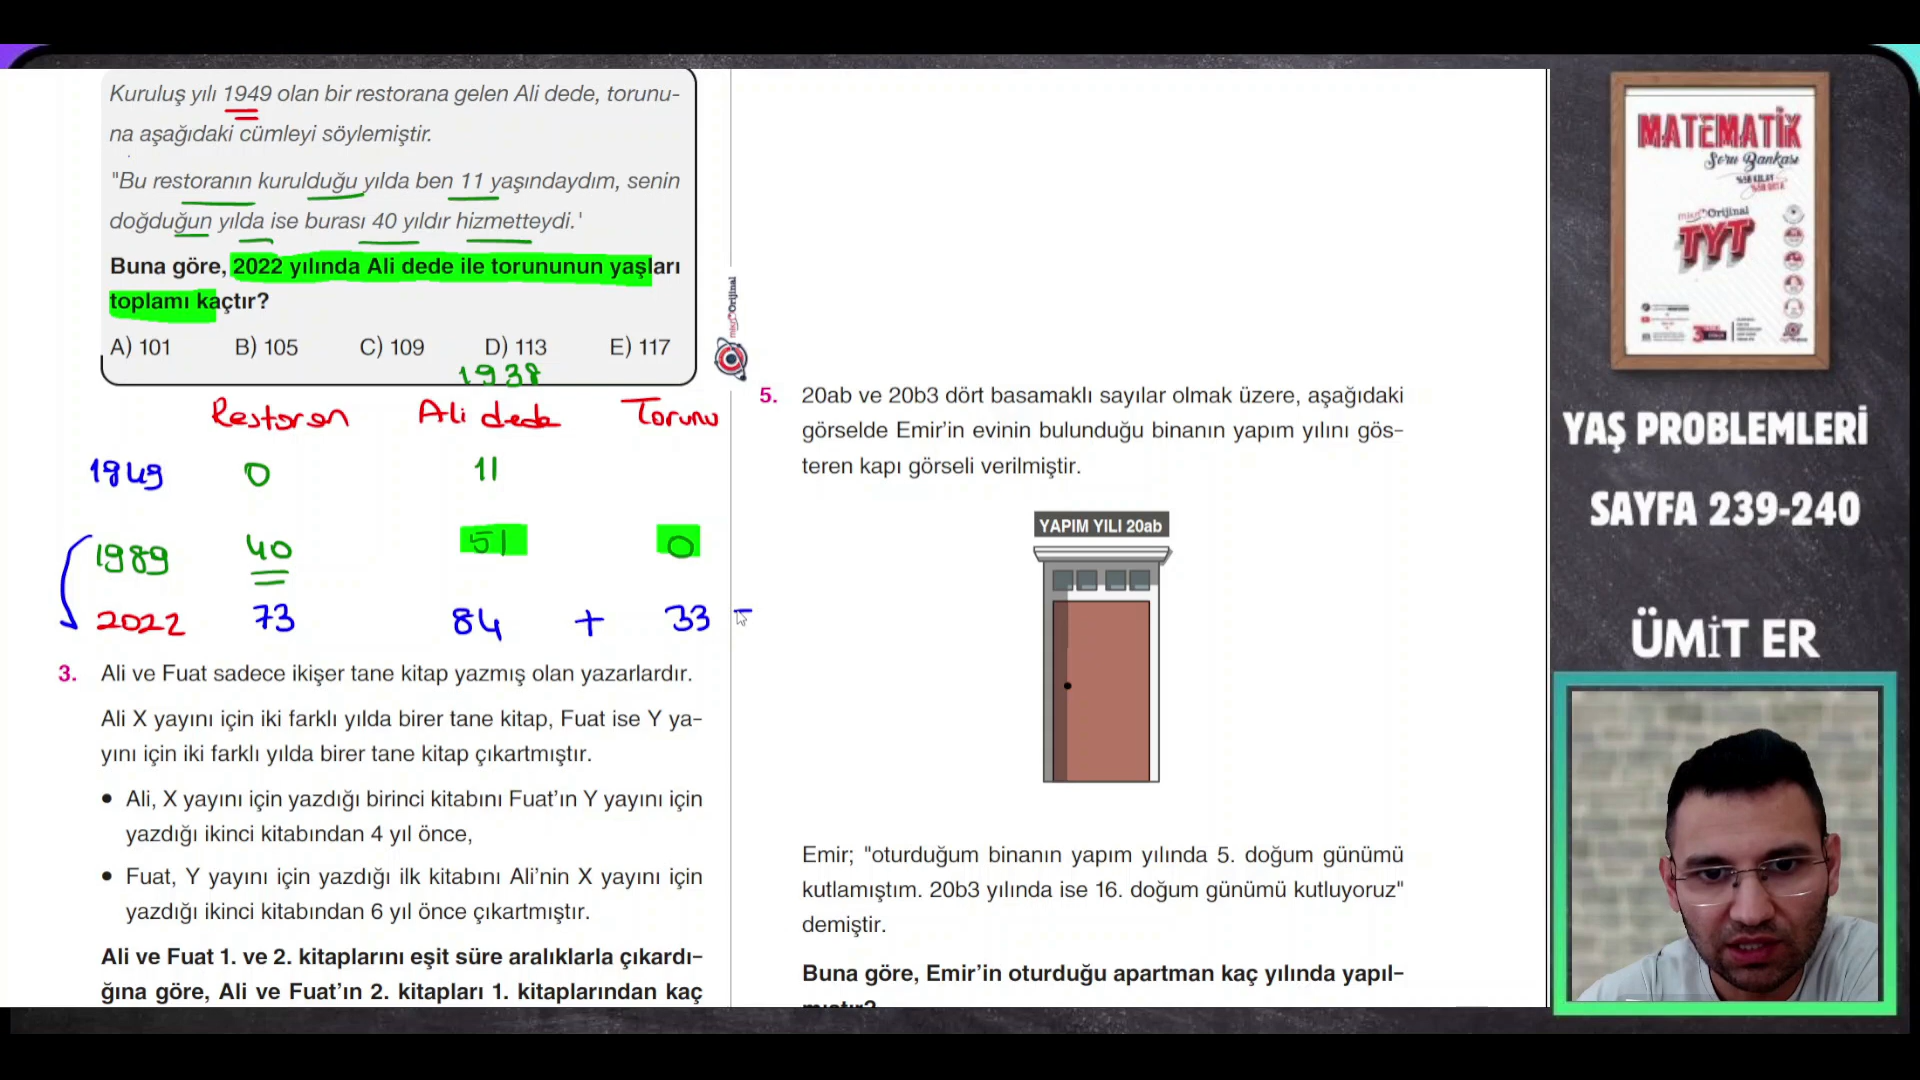 Kuruluş yılı 1949 olan bir restorana gelen Ali dede, torunu-
na aşağıdaki cümleyi söylemiştir.
"Bu restoranın kurulduğu yılda ben 11 yaşındaydım, senin
doğduğun yılda ise burası 40 yıldır hizmetteydi.'
Buna göre, 2022 yılında Ali dede ile torununun yaşları
toplamı kaçtır?
A) 101 B) 105 C) 109 D) 113 E) 117
1938
Restoran Ali dede Torunu
1949 0 11
1989 40 51 0
2022 73 84 + 33
3. Ali ve Fuat sadece ikişer tane kitap yazmış olan yazarlardır.
Ali X yayını için iki farklı yılda birer tane kitap, Fuat ise Y ya-
yını için iki farklı yılda birer tane kitap çıkartmıştır.
• Ali, X yayını için yazdığı birinci kitabını Fuat'ın Y yayını için
yazdığı ikinci kitabından 4 yıl önce,
• Fuat, Y yayını için yazdığı ilk kitabını Ali'nin X yayını için
yazdığı ikinci kitabından 6 yıl önce çıkartmıştır.
Ali ve Fuat 1. ve 2. kitaplarını eşit süre aralıklarla çıkardı-
ğına göre, Ali ve Fuat'ın 2. kitapları 1. kitaplarından kaç
mikro Orijinal
5. 20ab ve 20b3 dört basamaklı sayılar olmak üzere, aşağıdaki
görselde Emir'in evinin bulunduğu binanın yapım yılını gös-
teren kapı görseli verilmiştir.
YAPIM YILI 20ab
Emir; "oturduğum binanın yapım yılında 5. doğum günümü
kutlamıştım. 20b3 yılında ise 16. doğum günümü kutluyoruz"
demiştir.
Buna göre, Emir'in oturduğu apartman kaç yılında yapıl-
mıştır?
MATEMATİK
Soru Bankası
mikro Orijinal
TYT
YAŞ PROBLEMLERİ
SAYFA 239-240
ÜMİT ER